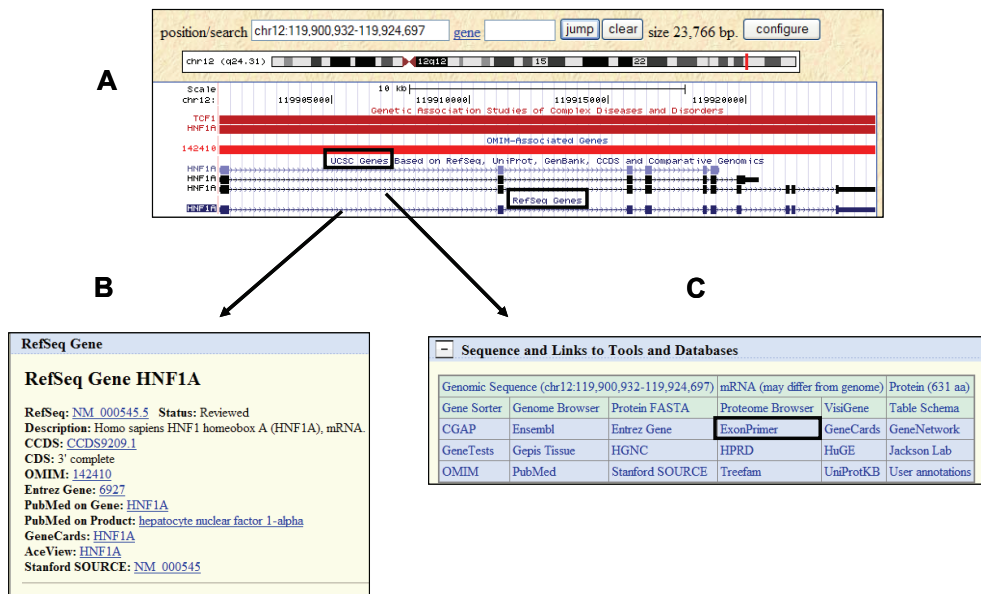 A
position/search chr12:119,900,932-119,924,697 gene jump clear size 23,766 bp. configure
chr12 (q24.31) 12q12 15 22
Scale 10 kb
chr12: 119905000 119910000 119915000 119920000
Genetic Association Studies of Complex Diseases and Disorders
TCF1
HNF1A
OMIM-Associated Genes
142410
UCSC Genes Based on RefSeq, UniProt, GenBank, CCDS and Comparative Genomics
HNF1A
HNF1A
HNF1A
RefSeq Genes
HNF1A
B
C
RefSeq Gene
RefSeq Gene HNF1A
RefSeq: NM_000545.5 Status: Reviewed
Description: Homo sapiens HNF1 homeobox A (HNF1A), mRNA.
CCDS: CCDS9209.1
CDS: 3' complete
OMIM: 142410
Entrez Gene: 6927
PubMed on Gene: HNF1A
PubMed on Product: hepatocyte nuclear factor 1-alpha
GeneCards: HNF1A
AceView: HNF1A
Stanford SOURCE: NM_000545
− Sequence and Links to Tools and Databases
Genomic Sequence (chr12:119,900,932-119,924,697) mRNA (may differ from genome) Protein (631 aa)
Gene Sorter Genome Browser Protein FASTA Proteome Browser VisiGene Table Schema
CGAP Ensembl Entrez Gene ExonPrimer GeneCards GeneNetwork
GeneTests Gepis Tissue HGNC HPRD HuGE Jackson Lab
OMIM PubMed Stanford SOURCE Treefam UniProtKB User annotations